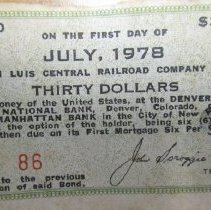 ON THE FIRST DAY OF
JULY, 1978
LUIS CENTRAL RAILROAD COMPANY
THIRTY DOLLARS
oney of the United States, at the DENVER
NATIONAL BANK, Denver, Colorado,
MANHATTAN BANK in the City of New
the option of the holder, being six
then due on its First Mortgage Six Per
86
to the previous
ion of said Bond.